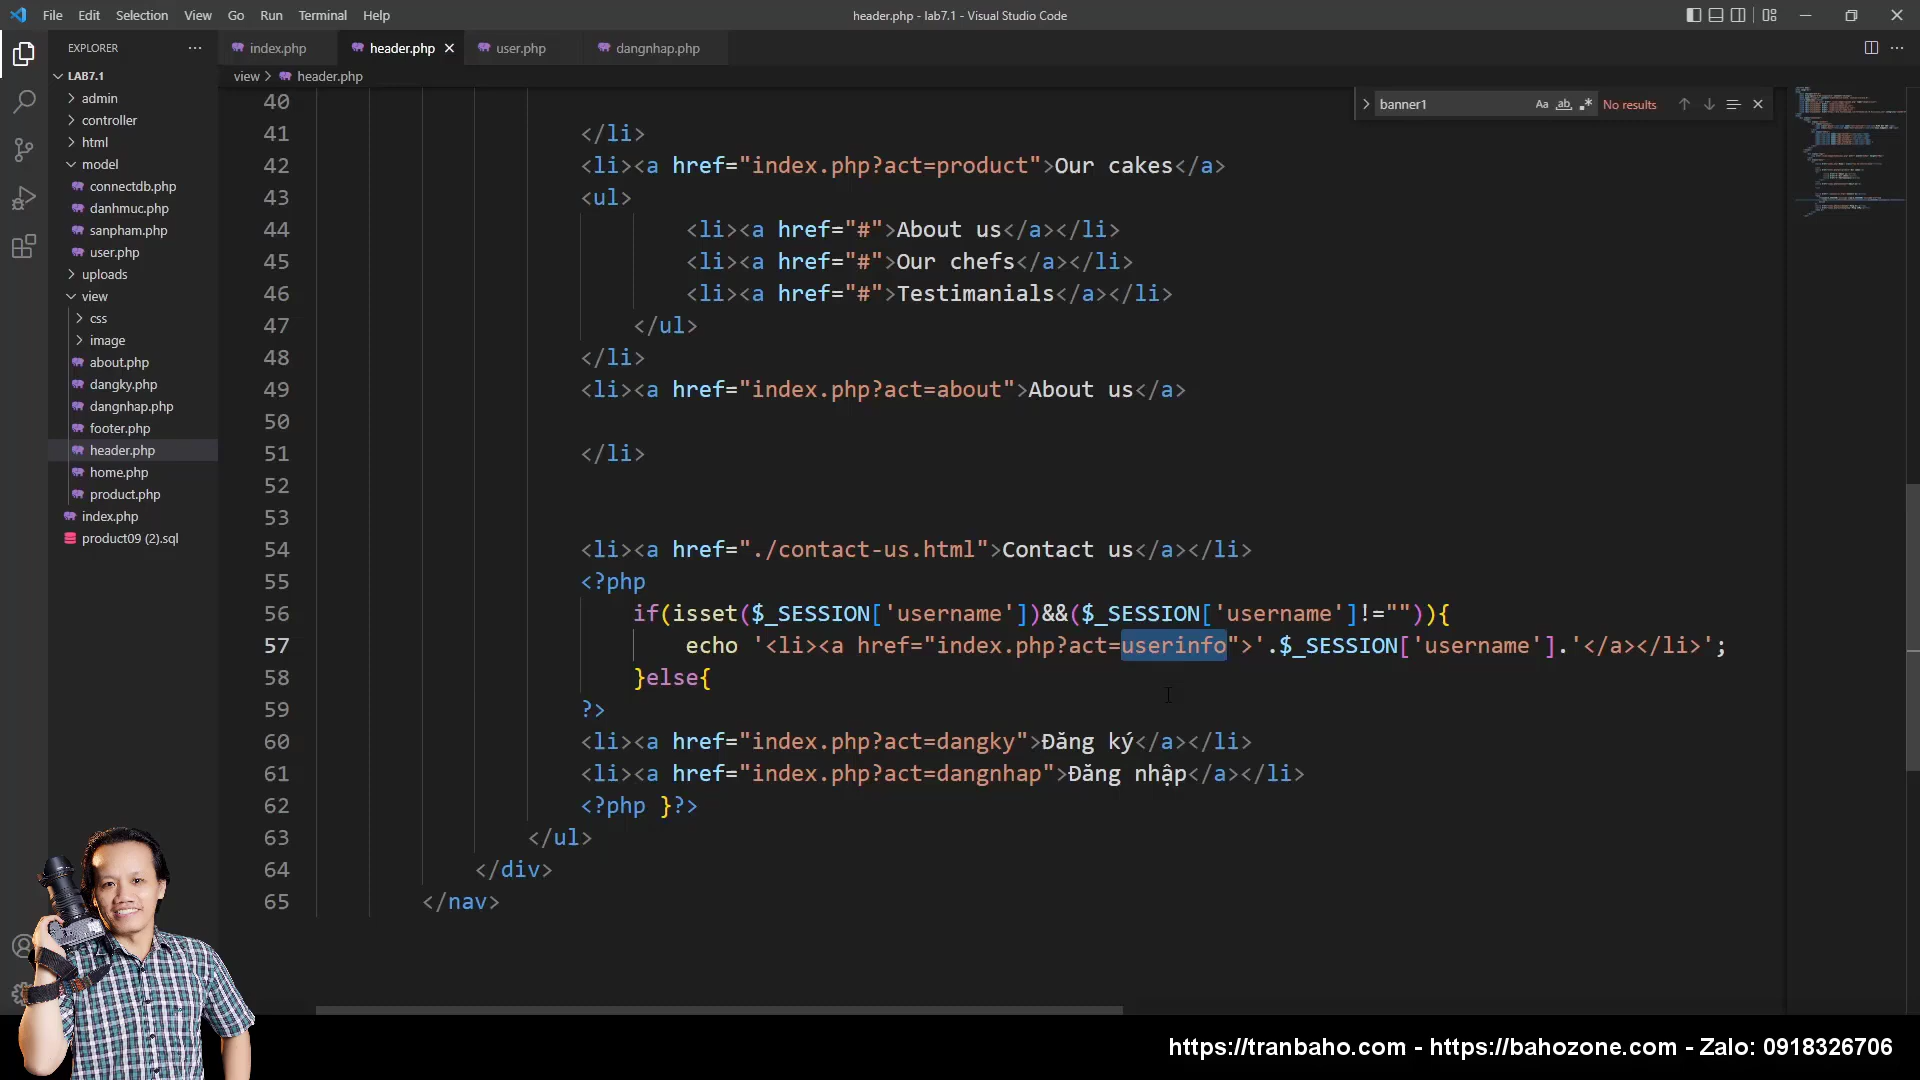 File Edit Selection View Go Run Terminal Help
header.php - lab7.1 - Visual Studio Code
EXPLORER
LAB7.1
admin
controller
html
model
connectdb.php
danhmuc.php
sanpham.php
user.php
uploads
view
css
image
about.php
dangky.php
dangnhap.php
footer.php
header.php
home.php
product.php
index.php
product09 (2).sql
index.php header.php user.php dangnhap.php
view > header.php
banner1 Aa ab No results
40
41 </li>
42 <li><a href="index.php?act=product">Our cakes</a>
43 <ul>
44 <li><a href="#">About us</a></li>
45 <li><a href="#">Our chefs</a></li>
46 <li><a href="#">Testimanials</a></li>
47 </ul>
48 </li>
49 <li><a href="index.php?act=about">About us</a>
50
51 </li>
52
53
54 <li><a href="./contact-us.html">Contact us</a></li>
55 <?php
56 if(isset($_SESSION['username'])&&($_SESSION['username']!="")){
57 echo '<li><a href="index.php?act=userinfo">'.$_SESSION['username'].'</a></li>';
58 }else{
59 ?>
60 <li><a href="index.php?act=dangky">Đăng ký</a></li>
61 <li><a href="index.php?act=dangnhap">Đăng nhập</a></li>
62 <?php }?>
63 </ul>
64 </div>
65 </nav>
https://tranbaho.com - https://bahozone.com - Zalo: 0918326706